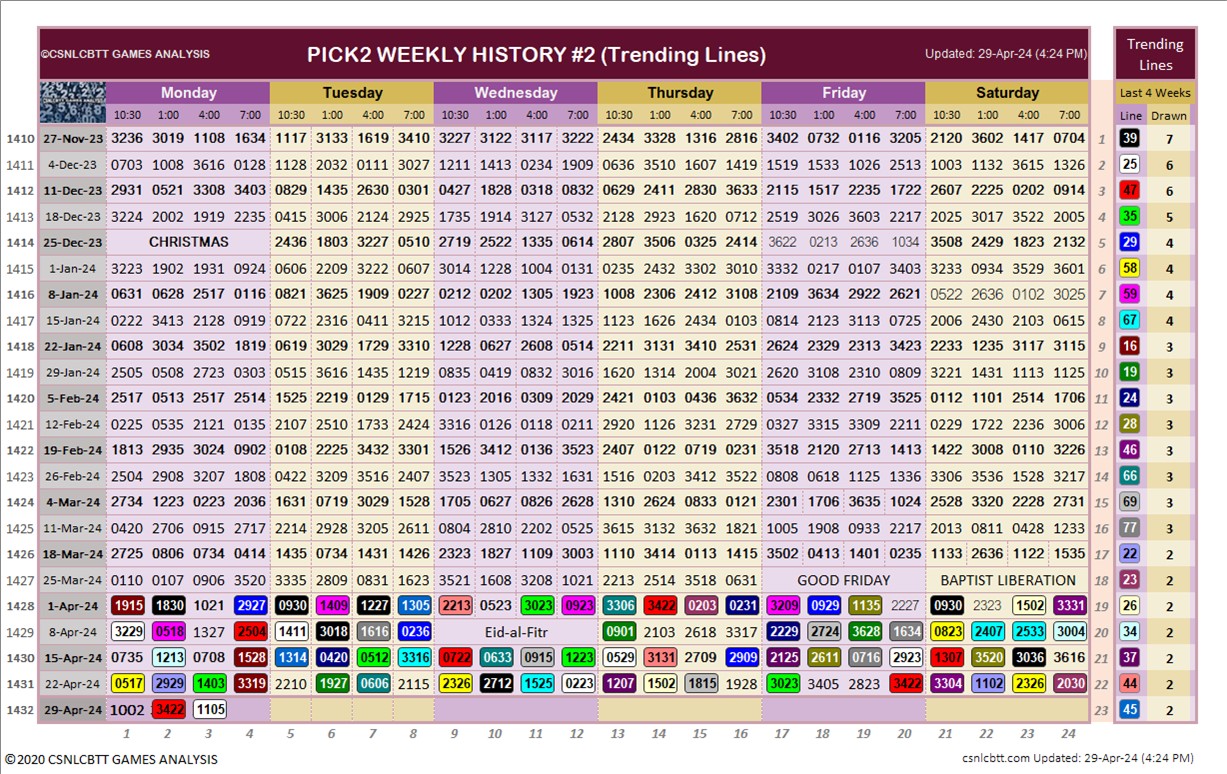 ©CSNLCBTT GAMES ANALYSIS PICK2 WEEKLY HISTORY #2 (Trending Lines) Updated: 29-Apr-24 (4:24 PM) Trending Lines
Monday Tuesday Wednesday Thursday Friday Saturday Last 4 Weeks
10:30 1:00 4:00 7:00 10:30 1:00 4:00 7:00 10:30 1:00 4:00 7:00 10:30 1:00 4:00 7:00 10:30 1:00 4:00 7:00 10:30 1:00 4:00 7:00 Line Drawn
1410 27-Nov-23 3236 3019 1108 1634 1117 3133 1619 3410 3227 3122 3117 3222 2434 3328 1316 2816 3402 0732 0116 3205 2120 3602 1417 0704 1 39 7
1411 4-Dec-23 0703 1008 3616 0128 1128 2032 0111 3027 1211 1413 0234 1909 0636 3510 1607 1419 1519 1533 1026 2513 1003 1132 3615 1326 2 25 6
1412 11-Dec-23 2931 0521 3308 3403 0829 1435 2630 0301 0427 1828 0318 0832 0629 2411 2830 3633 2115 1517 2235 1722 2607 2225 0202 0914 3 47 6
1413 18-Dec-23 3224 2002 1919 2235 0415 3006 2124 2925 1735 1914 3127 0532 2128 2923 1620 0712 2519 3026 3603 2217 2025 3017 3522 2005 4 35 5
1414 25-Dec-23 CHRISTMAS 2436 1803 3227 0510 2719 2522 1335 0614 2807 3506 0325 2414 3622 0213 2636 1034 3508 2429 1823 2132 5 29 4
1415 1-Jan-24 3223 1902 1931 0924 0606 2209 3222 0607 3014 1228 1004 0131 0235 2432 3302 3010 3332 0217 0107 3403 3233 0934 3529 3601 6 58 4
1416 8-Jan-24 0631 0628 2517 0116 0821 3625 1909 0227 0212 0202 1305 1923 1008 2306 2412 3108 2109 3634 2922 2621 0522 2636 0102 3025 7 59 4
1417 15-Jan-24 0222 3413 2128 0919 0722 2316 0411 3215 1012 0333 1324 1325 1123 1626 2434 0103 0814 2123 3113 0725 2006 2430 2103 0615 8 67 4
1418 22-Jan-24 0608 3034 3502 1819 0619 3029 1729 3310 1228 0627 2608 0514 2211 3131 3410 2531 2624 2329 2313 3423 2233 1235 3117 3115 9 16 3
1419 29-Jan-24 0505 0508 2723 0303 0515 3616 1435 1219 0835 0419 0832 3016 1620 1314 2004 3021 2620 3108 2310 0809 3221 1431 1113 1125 10 19 3
1420 5-Feb-24 2517 0513 2517 2514 1525 2219 0129 1715 0123 2016 0309 2029 2421 0103 0436 3632 0534 2332 2719 3525 0112 1101 2514 1706 11 24 3
1421 12-Feb-24 0225 0535 2121 0135 2107 2510 1733 2424 3316 0126 0118 0211 2920 1126 3231 2729 0327 3315 3309 2211 0229 1722 2236 3006 12 28 3
1422 19-Feb-24 1813 2935 3024 0902 0108 2225 3432 3301 1526 3412 0136 3523 2407 0122 0719 0231 3518 2120 2713 1413 1422 3008 0110 3226 13 46 3
1423 26-Feb-24 2504 2908 3207 1808 0422 3209 3516 2405 3523 1305 1332 1631 1516 0203 3412 3522 0808 0618 1125 1336 3306 3536 1528 3217 14 66 3
1424 4-Mar-24 2734 1223 0223 2036 1631 0719 3029 1528 1705 0627 0826 2628 1310 2624 0833 0121 2301 1706 3635 1024 2528 3320 2228 2731 15 69 3
1425 11-Mar-24 0420 2706 0915 2717 2214 2928 3205 2611 0804 2810 2202 0525 3615 3132 3632 1821 1005 1908 0933 2217 2013 0811 0428 1233 16 77 3
1426 18-Mar-24 2725 0806 0734 0414 1435 0734 1431 1426 2323 1827 1109 3003 1110 3414 0113 1415 3502 0413 1401 0235 1133 2636 1122 1535 17 22 2
1427 25-Mar-24 0110 0107 0906 3520 3335 2809 0831 1623 3521 1608 3208 1021 2213 2514 3518 0631 GOOD FRIDAY BAPTIST LIBERATION 18 23 2
1428 1-Apr-24 1915 1830 1021 2927 0930 1409 1227 1305 2213 0523 3023 0923 3306 3422 0203 0231 3209 0929 1135 2227 0930 2323 1502 3331 19 26 2
1429 8-Apr-24 3229 0518 1327 2504 1411 3018 1616 0236 Eid-al-Fitr 0901 2103 2618 3317 2229 2724 3628 1634 0823 2407 2533 3004 20 34 2
1430 15-Apr-24 0735 1213 0708 1528 1314 0420 0512 3316 0722 0633 0915 1223 0529 3131 2709 2909 2125 2611 0716 2923 1307 3520 3036 3616 21 37 2
1431 22-Apr-24 0517 2929 1403 3319 2210 1927 0606 2115 2326 2712 1525 0223 1207 1502 1815 1928 3023 3405 2823 3422 3304 1102 2326 2030 22 44 2
1432 29-Apr-24 1002 3422 1105 23 45 2
1 2 3 4 5 6 7 8 9 10 11 12 13 14 15 16 17 18 19 20 21 22 23 24
©2020 CSNLCBTT GAMES ANALYSIS csnlcbtt.com Updated: 29-Apr-24 (4:24 PM)